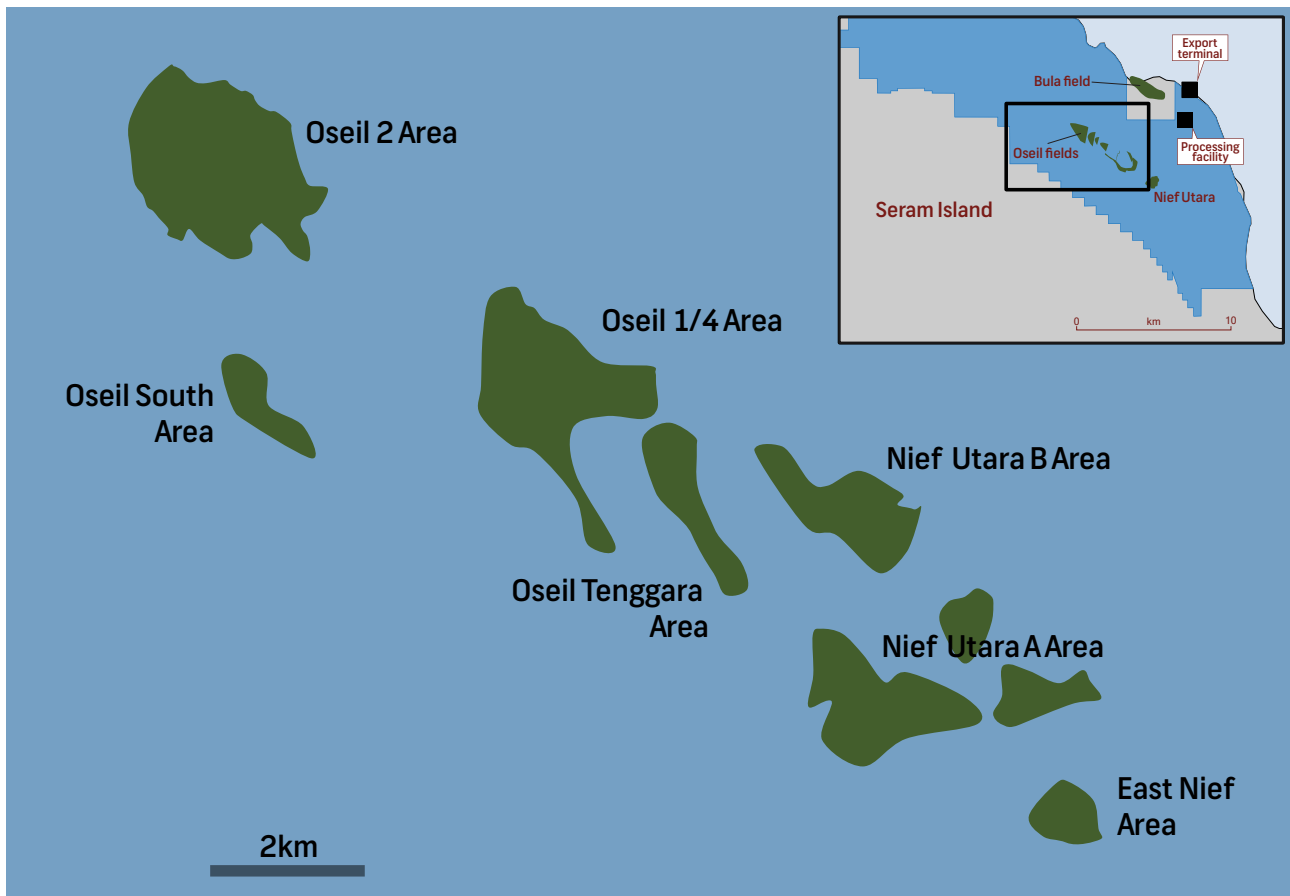 Export
terminal
Bula field
Oseil fields
Processing
facility
Nief Utara
Seram Island
0
km
10
Oseil 2 Area
Oseil 1/4 Area
Oseil South
Area
Nief Utara B Area
Oseil Tenggara
Area
Nief Utara A Area
East Nief
Area
2km